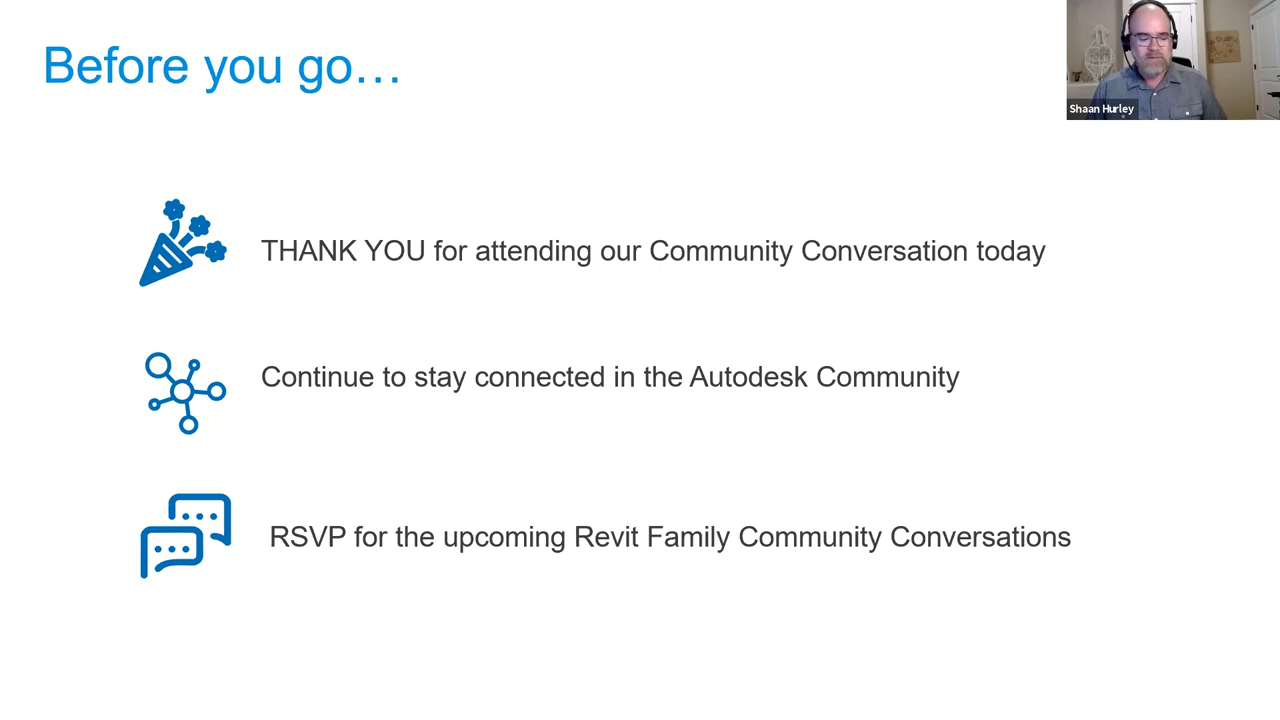 Before you go…
Shaan Hurley
THANK YOU for attending our Community Conversation today
Continue to stay connected in the Autodesk Community
RSVP for the upcoming Revit Family Community Conversations